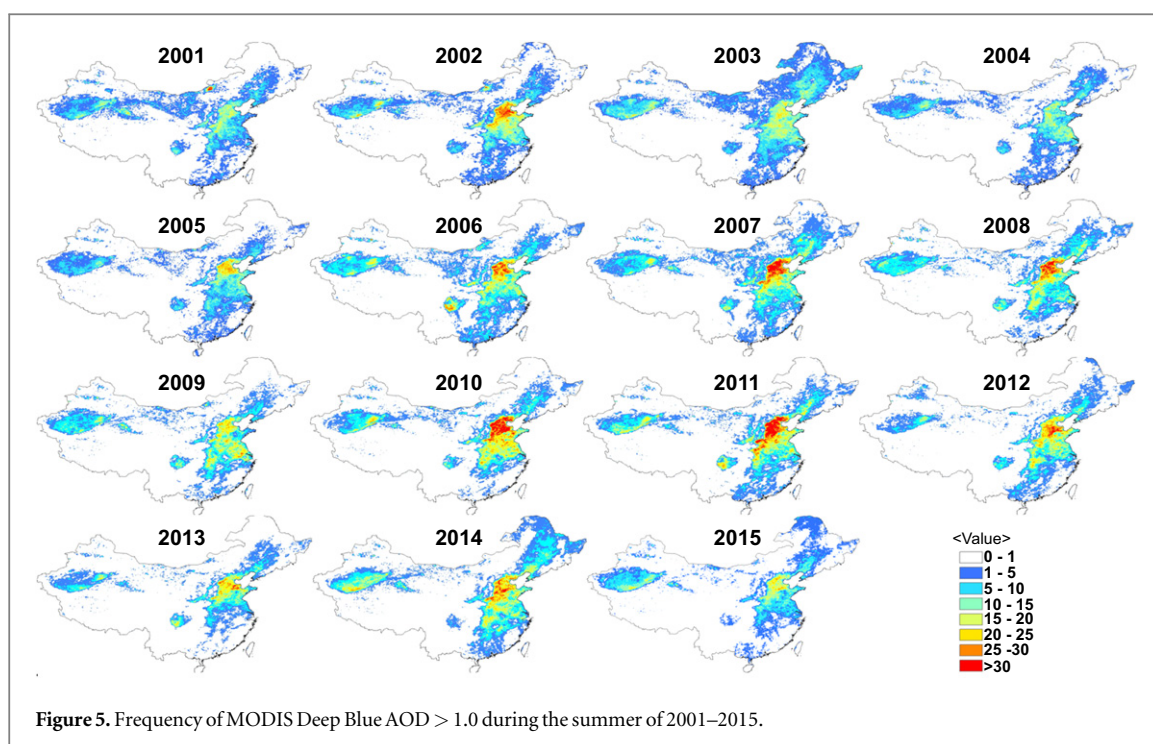 2001 2002 2003 2004
2005 2006 2007 2008
2009 2010 2011 2012
2013 2014 2015
<Value>
0 - 1
1 - 5
5 - 10
10 - 15
15 - 20
20 - 25
25 -30
>30
Figure 5. Frequency of MODIS Deep Blue AOD > 1.0 during the summer of 2001–2015.